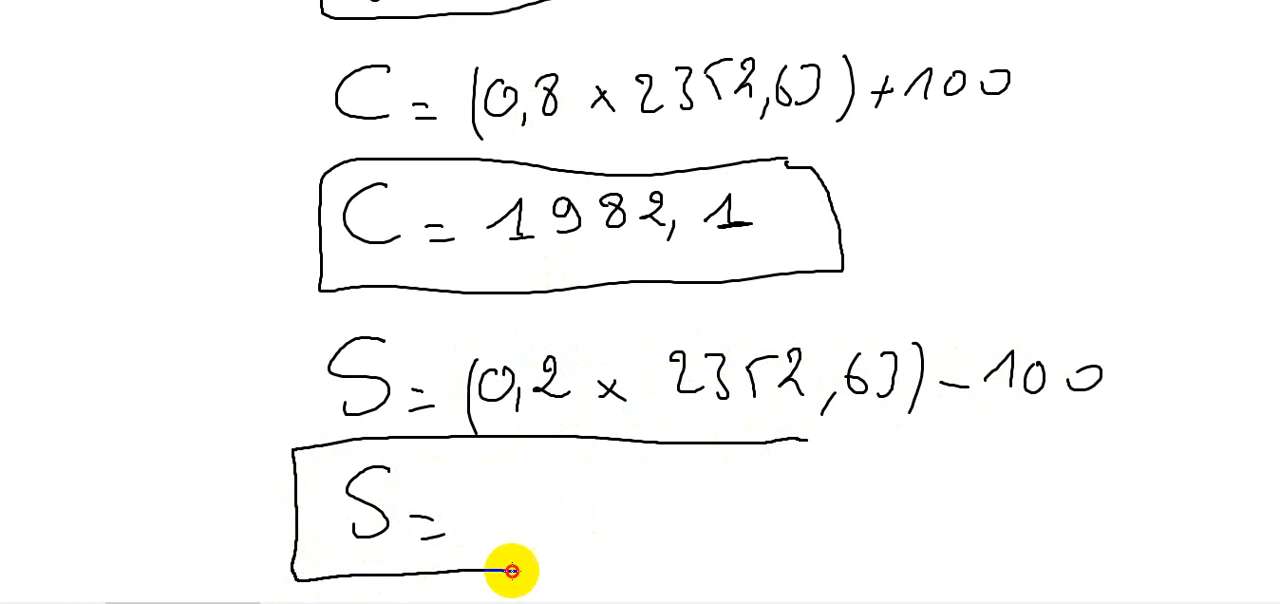 C = (0,8 × 2352,63) + 100
C = 1982,1
S = (0,2 × 2352,63) - 100
S =